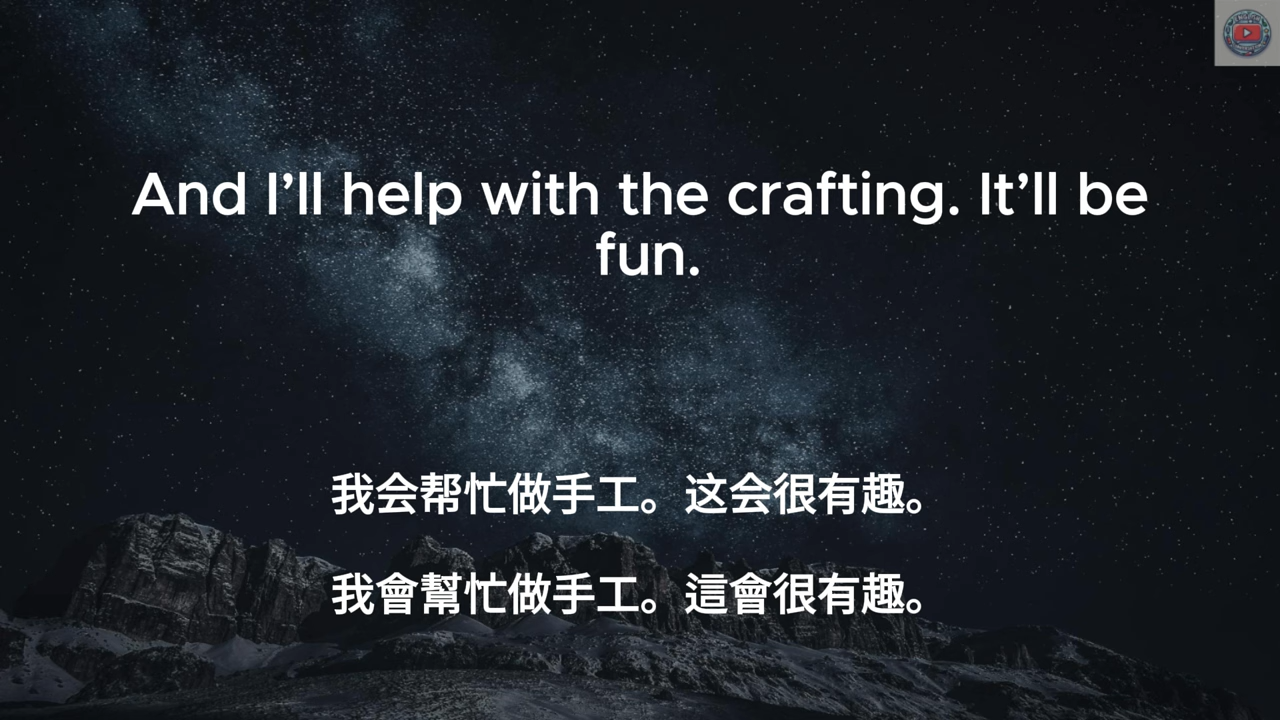 And I’ll help with the crafting. It’ll be
fun.
我会帮忙做手工。这会很有趣。
我會幫忙做手工。這會很有趣。